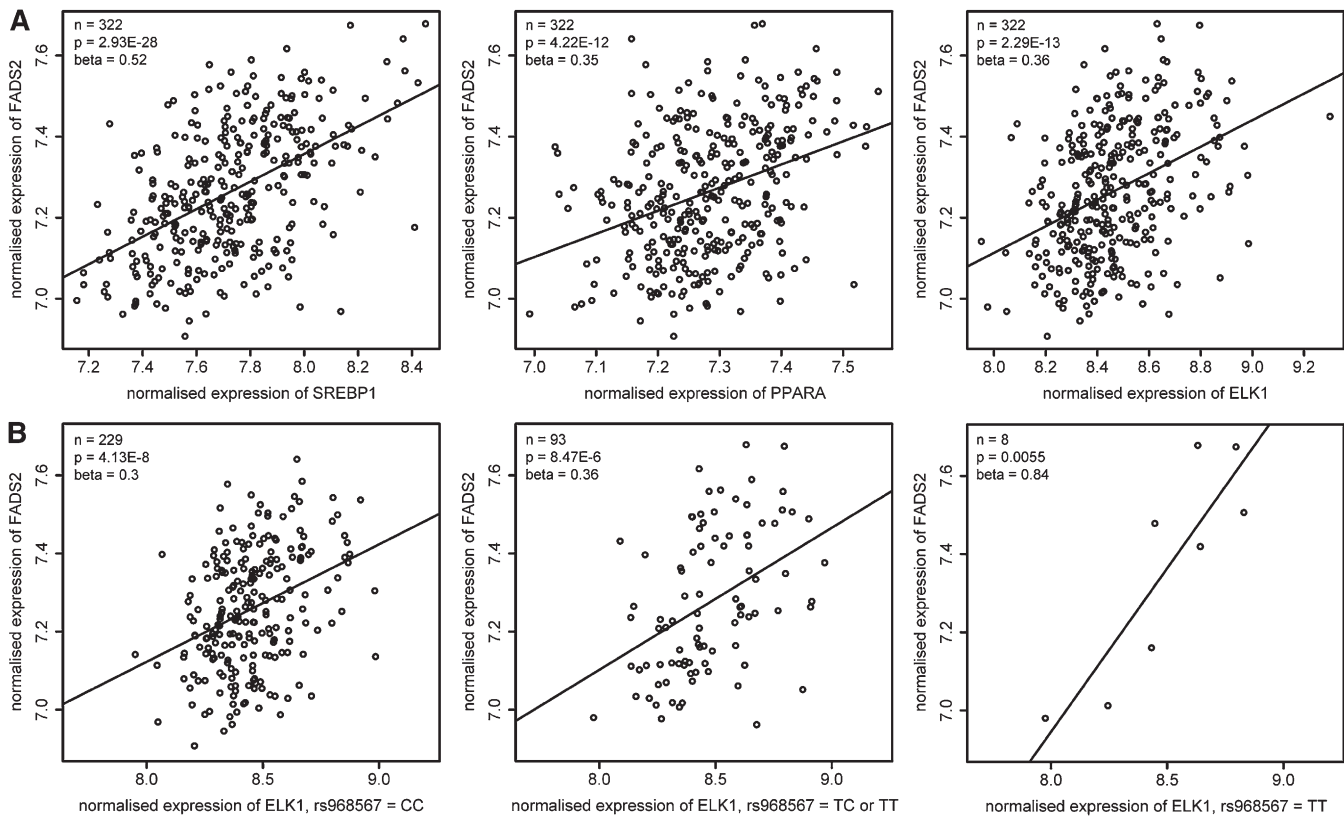 A
n = 322
p = 2.93E-28
beta = 0.52
normalised expression of FADS2
7.6
7.4
7.2
7.0
7.2 7.4 7.6 7.8 8.0 8.2 8.4
normalised expression of SREBP1
n = 322
p = 4.22E-12
beta = 0.35
normalised expression of FADS2
7.6
7.4
7.2
7.0
7.0 7.1 7.2 7.3 7.4 7.5
normalised expression of PPARA
n = 322
p = 2.29E-13
beta = 0.36
normalised expression of FADS2
7.6
7.4
7.2
7.0
8.0 8.2 8.4 8.6 8.8 9.0 9.2
normalised expression of ELK1
B
n = 229
p = 4.13E-8
beta = 0.3
normalised expression of FADS2
7.6
7.4
7.2
7.0
8.0 8.5 9.0
normalised expression of ELK1, rs968567 = CC
n = 93
p = 8.47E-6
beta = 0.36
normalised expression of FADS2
7.6
7.4
7.2
7.0
8.0 8.5 9.0
normalised expression of ELK1, rs968567 = TC or TT
n = 8
p = 0.0055
beta = 0.84
normalised expression of FADS2
7.6
7.4
7.2
7.0
8.0 8.5 9.0
normalised expression of ELK1, rs968567 = TT